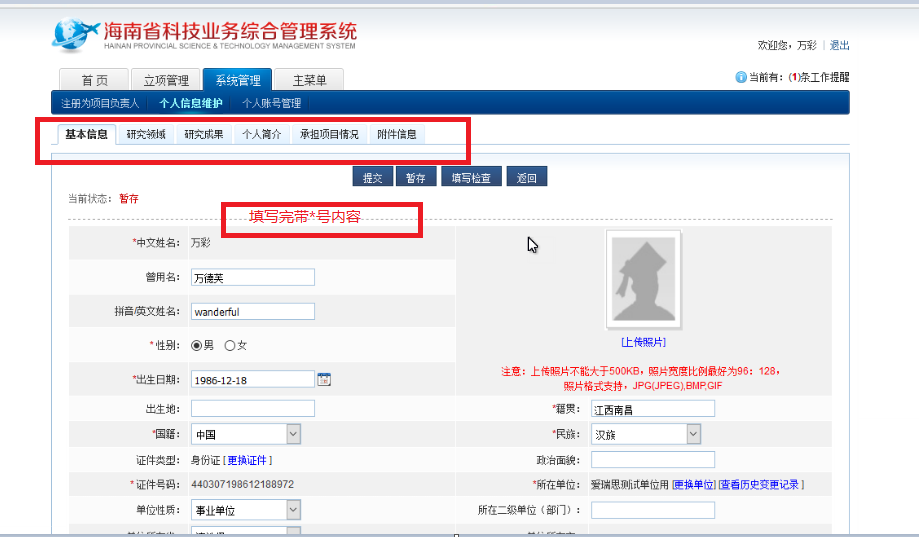 海南省科技业务综合管理系统
HAINAN PROVINCIAL SCIENCE & TECHNOLOGY MANAGEMENT SYSTEM
欢迎您，万彩 | 退出
首 页 立项管理 系统管理 主菜单
当前有：(1)条工作提醒
注册为项目负责人 个人信息维护 个人账号管理
基本信息 研究领域 研究成果 个人简介 承担项目情况 附件信息
提交 暂存 填写检查 返回
当前状态： 暂存
填写完带*号内容
*中文姓名： 万彩
曾用名： 万德芙
拼音/英文姓名： wanderful
[上传照片]
*性别： 男 女
注意：上传照片不能大于500KB，照片宽度比例最好为96：128，
照片格式支持，JPG(JPEG),BMP,GIF
*出生日期： 1986-12-18
出生地： *籍贯： 江西南昌
*国籍： 中国 *民族： 汉族
证件类型： 身份证 [更换证件] 政治面貌：
*证件号码： 440307198612188972 *所在单位： 爱瑞思测试单位用 [更换单位] [查看历史变更记录 ]
单位性质： 事业单位 所在二级单位（部门）：